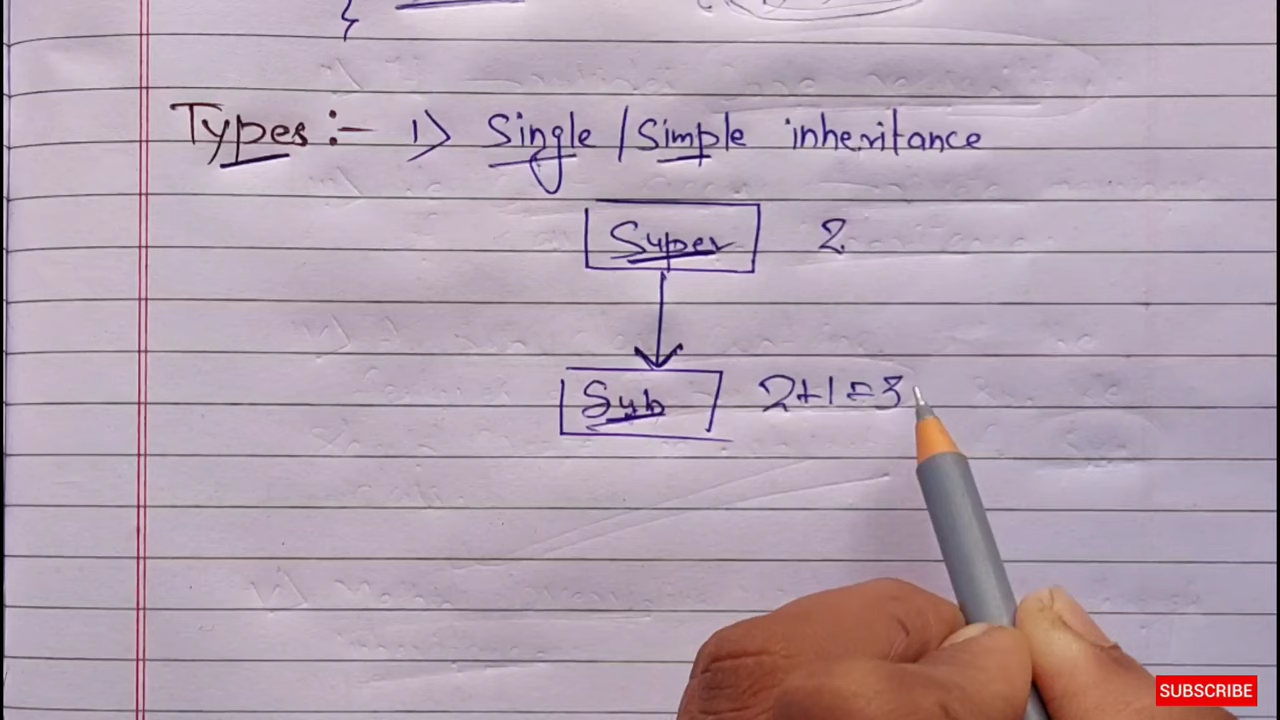 }
Types :- 1) Single / Simple inheritance
Super 2
Sub 2+1=3
SUBSCRIBE